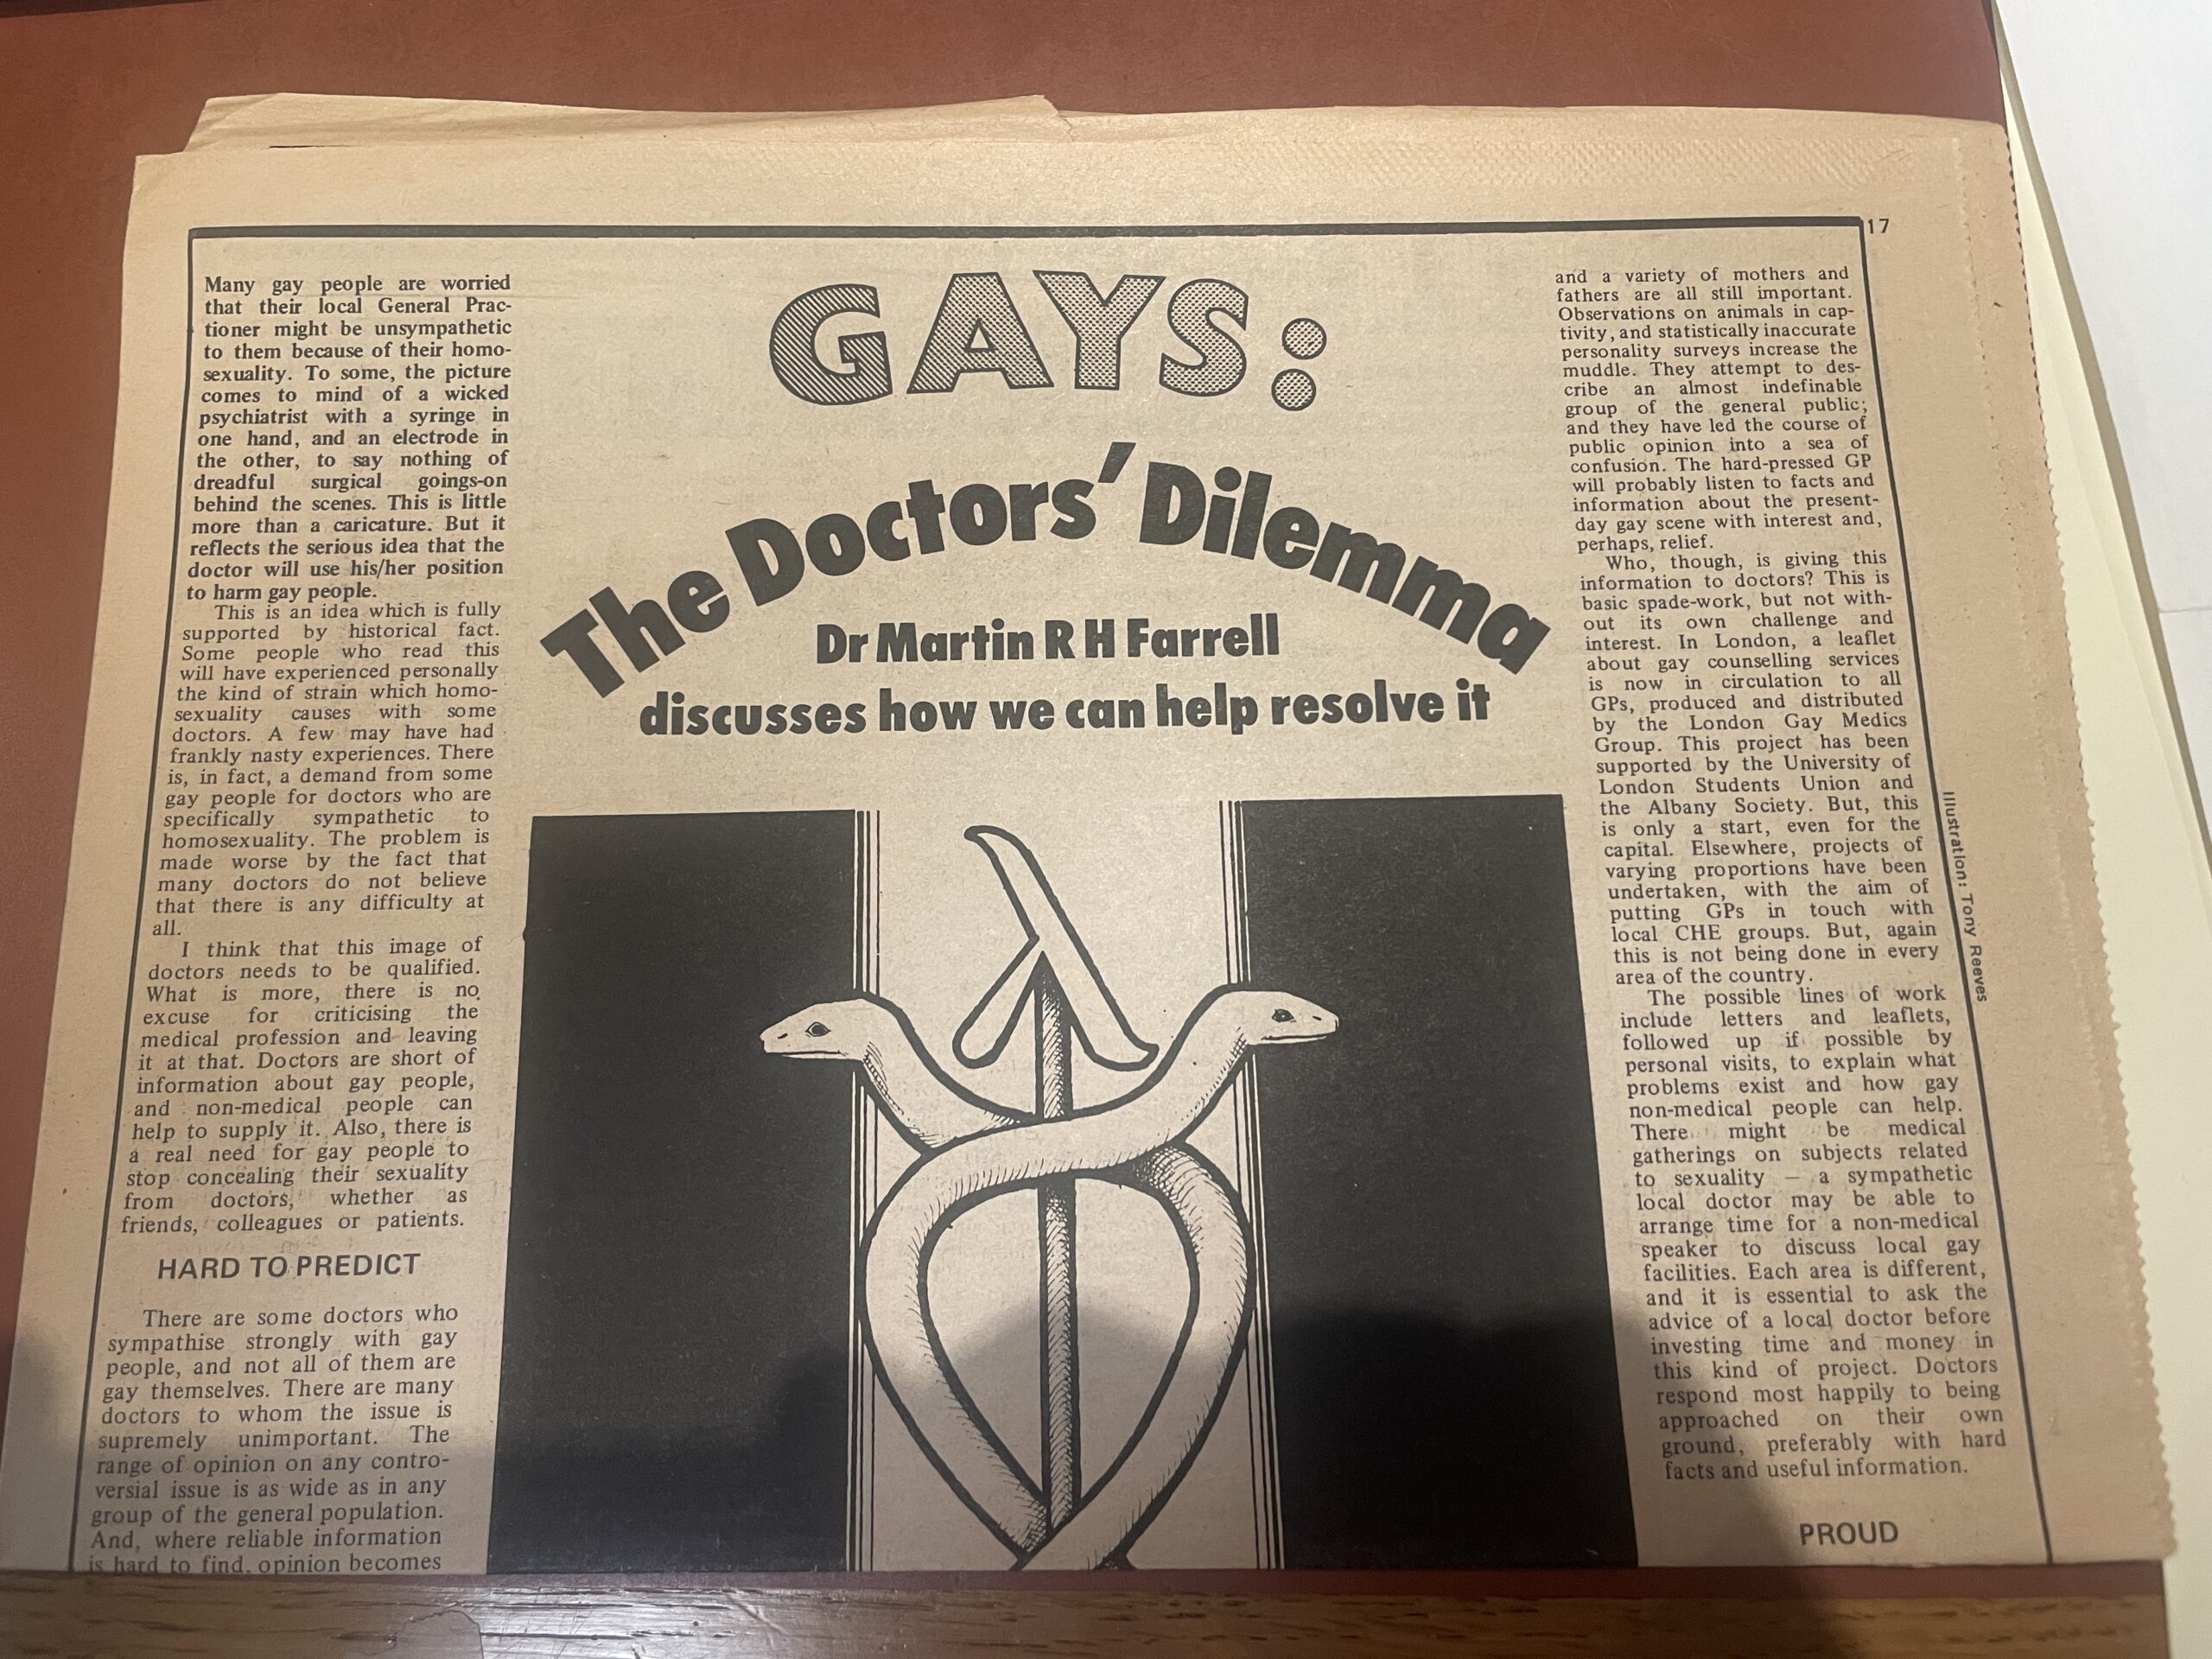 17
GAYS:
The Doctors' Dilemma
Dr Martin R H Farrell
discusses how we can help resolve it
Many gay people are worried
that their local General Prac-
tioner might be unsympathetic
to them because of their homo-
sexuality. To some, the picture
comes to mind of a wicked
psychiatrist with a syringe in
one hand, and an electrode in
the other, to say nothing of
dreadful surgical goings-on
behind the scenes. This is little
more than a caricature. But it
reflects the serious idea that the
doctor will use his/her position
to harm gay people.
This is an idea which is fully
supported by historical fact.
Some people who read this
will have experienced personally
the kind of strain which homo-
sexuality causes with some
doctors. A few may have had
frankly nasty experiences. There
is, in fact, a demand from some
gay people for doctors who are
specifically sympathetic to
homosexuality. The problem is
made worse by the fact that
many doctors do not believe
that there is any difficulty at
all.
I think that this image of
doctors needs to be qualified.
What is more, there is no
excuse for criticising the
medical profession and leaving
it at that. Doctors are short of
information about gay people,
and non-medical people can
help to supply it. Also, there is
a real need for gay people to
stop concealing their sexuality
from doctors, whether as
friends, colleagues or patients.
HARD TO PREDICT
There are some doctors who
sympathise strongly with gay
people, and not all of them are
gay themselves. There are many
doctors to whom the issue is
supremely unimportant. The
range of opinion on any contro-
versial issue is as wide as in any
group of the general population.
And, where reliable information
is hard to find, opinion becomes
and a variety of mothers and
fathers are all still important.
Observations on animals in cap-
tivity, and statistically inaccurate
personality surveys increase the
muddle. They attempt to des-
cribe an almost indefinable
group of the general public;
and they have led the course of
public opinion into a sea of
confusion. The hard-pressed GP
will probably listen to facts and
information about the present-
day gay scene with interest and,
perhaps, relief.
Who, though, is giving this
information to doctors? This is
basic spade-work, but not with-
out its own challenge and
interest. In London, a leaflet
about gay counselling services
is now in circulation to all
GPs, produced and distributed
by the London Gay Medics
Group. This project has been
supported by the University of
London Students Union and
the Albany Society. But, this
is only a start, even for the
capital. Elsewhere, projects of
varying proportions have been
undertaken, with the aim of
putting GPs in touch with
local CHE groups. But, again
this is not being done in every
area of the country.
The possible lines of work
include letters and leaflets,
followed up if possible by
personal visits, to explain what
problems exist and how gay
non-medical people can help.
There might be medical
gatherings on subjects related
to sexuality — a sympathetic
local doctor may be able to
arrange time for a non-medical
speaker to discuss local gay
facilities. Each area is different,
and it is essential to ask the
advice of a local doctor before
investing time and money in
this kind of project. Doctors
respond most happily to being
approached on their own
ground, preferably with hard
facts and useful information.
PROUD
Illustration: Tony Reeves